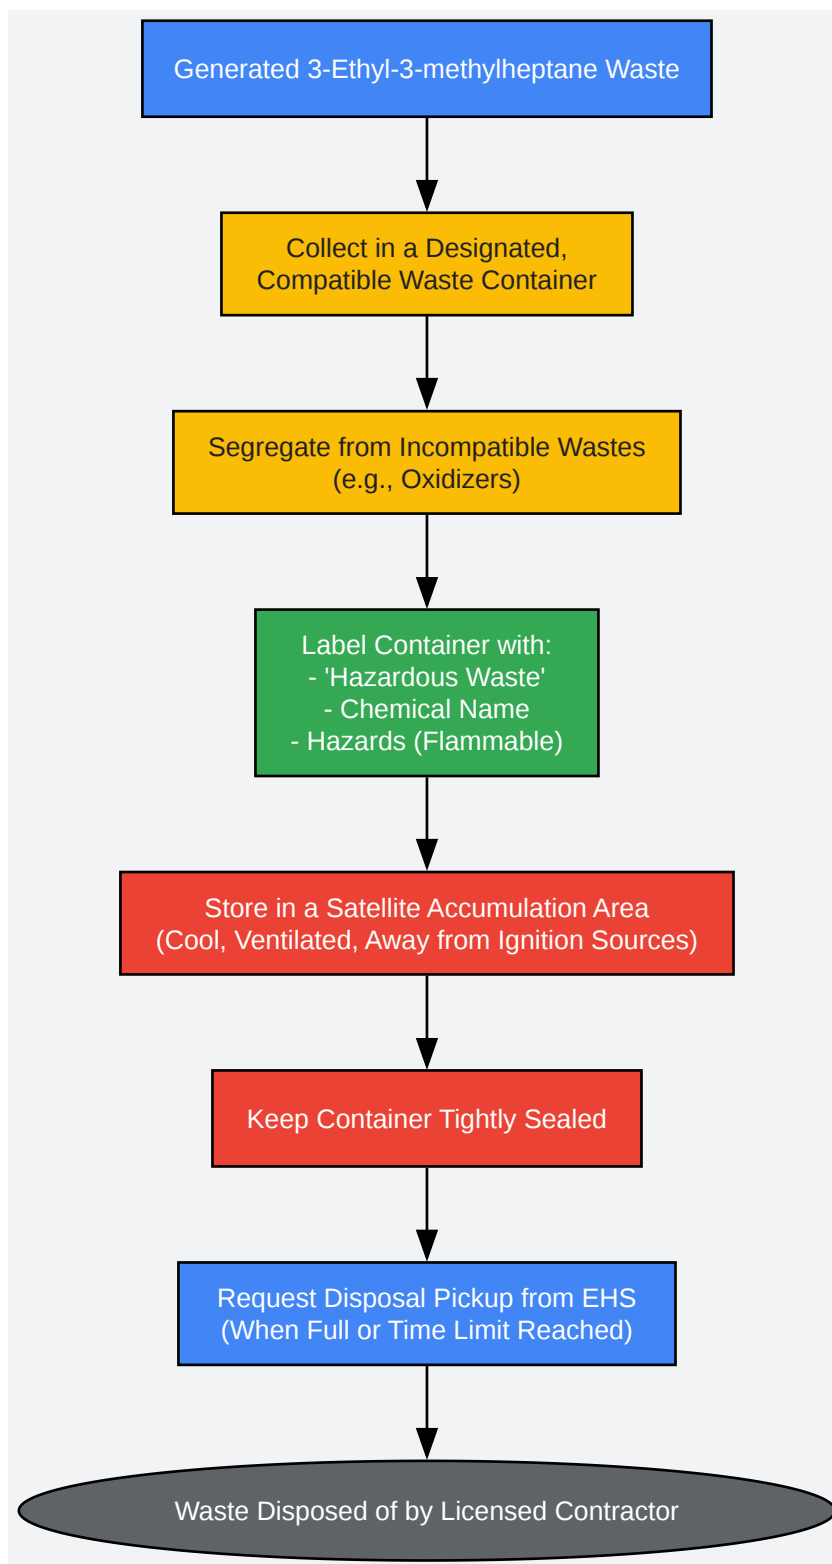 Generated 3-Ethyl-3-methylheptane Waste
Collect in a Designated,
Compatible Waste Container
Segregate from Incompatible Wastes
(e.g., Oxidizers)
Label Container with:
- 'Hazardous Waste'
- Chemical Name
- Hazards (Flammable)
Store in a Satellite Accumulation Area
(Cool, Ventilated, Away from Ignition Sources)
Keep Container Tightly Sealed
Request Disposal Pickup from EHS
(When Full or Time Limit Reached)
Waste Disposed of by Licensed Contractor